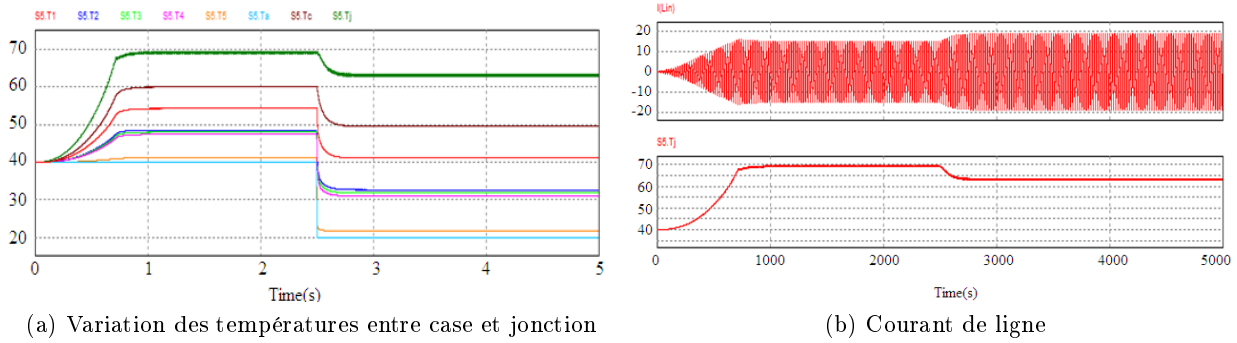 S5.T1 S5.T2 S5.T3 S5.T4 S5.T5 S5.Ta S5.Tc S5.Tj
70
60
50
40
30
20
0 1 2 3 4 5
Time(s)
(a) Variation des températures entre case et jonction
I(Lin)
20
10
0
-10
-20
S5.Tj
70
60
50
40
0 1000 2000 3000 4000 5000
Time(s)
(b) Courant de ligne